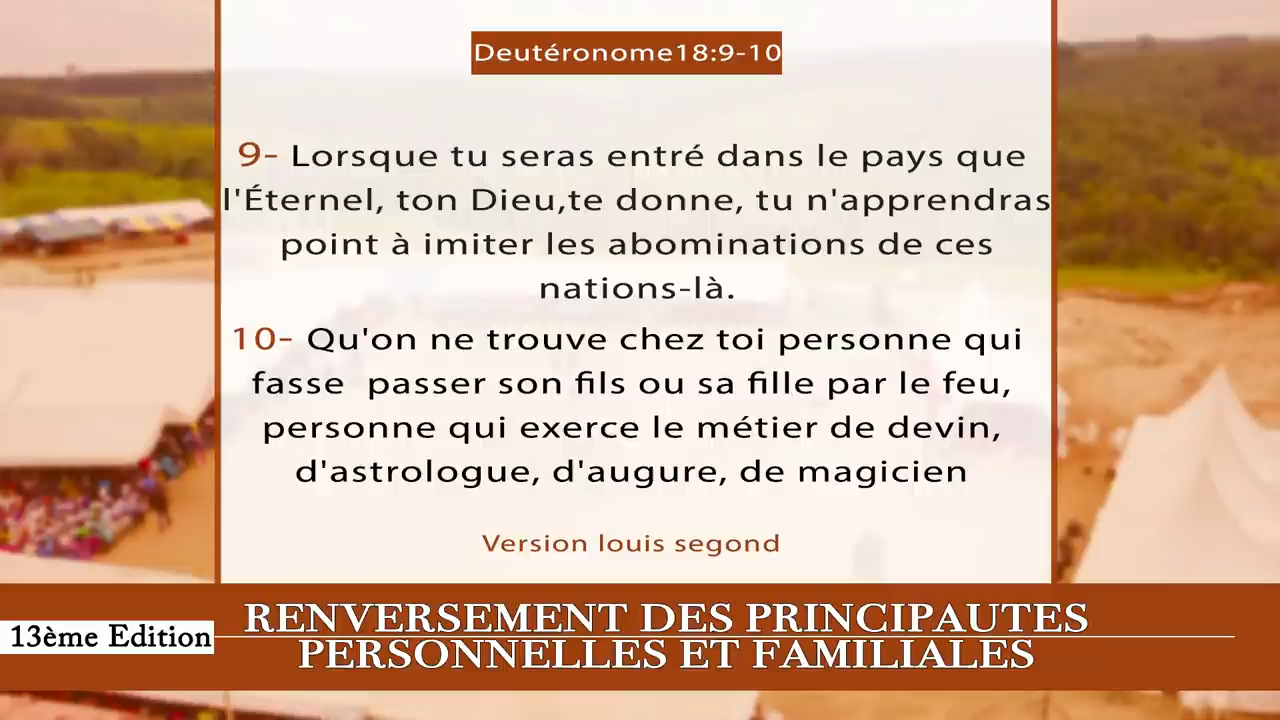 Deutéronome18:9-10
9- Lorsque tu seras entré dans le pays que
l'Éternel, ton Dieu,te donne, tu n'apprendras
point à imiter les abominations de ces
nations-là.
10- Qu'on ne trouve chez toi personne qui
fasse  passer son fils ou sa fille par le feu,
personne qui exerce le métier de devin,
d'astrologue, d'augure, de magicien
Version louis segond
13ème Edition
RENVERSEMENT DES PRINCIPAUTES
PERSONNELLES ET FAMILIALES